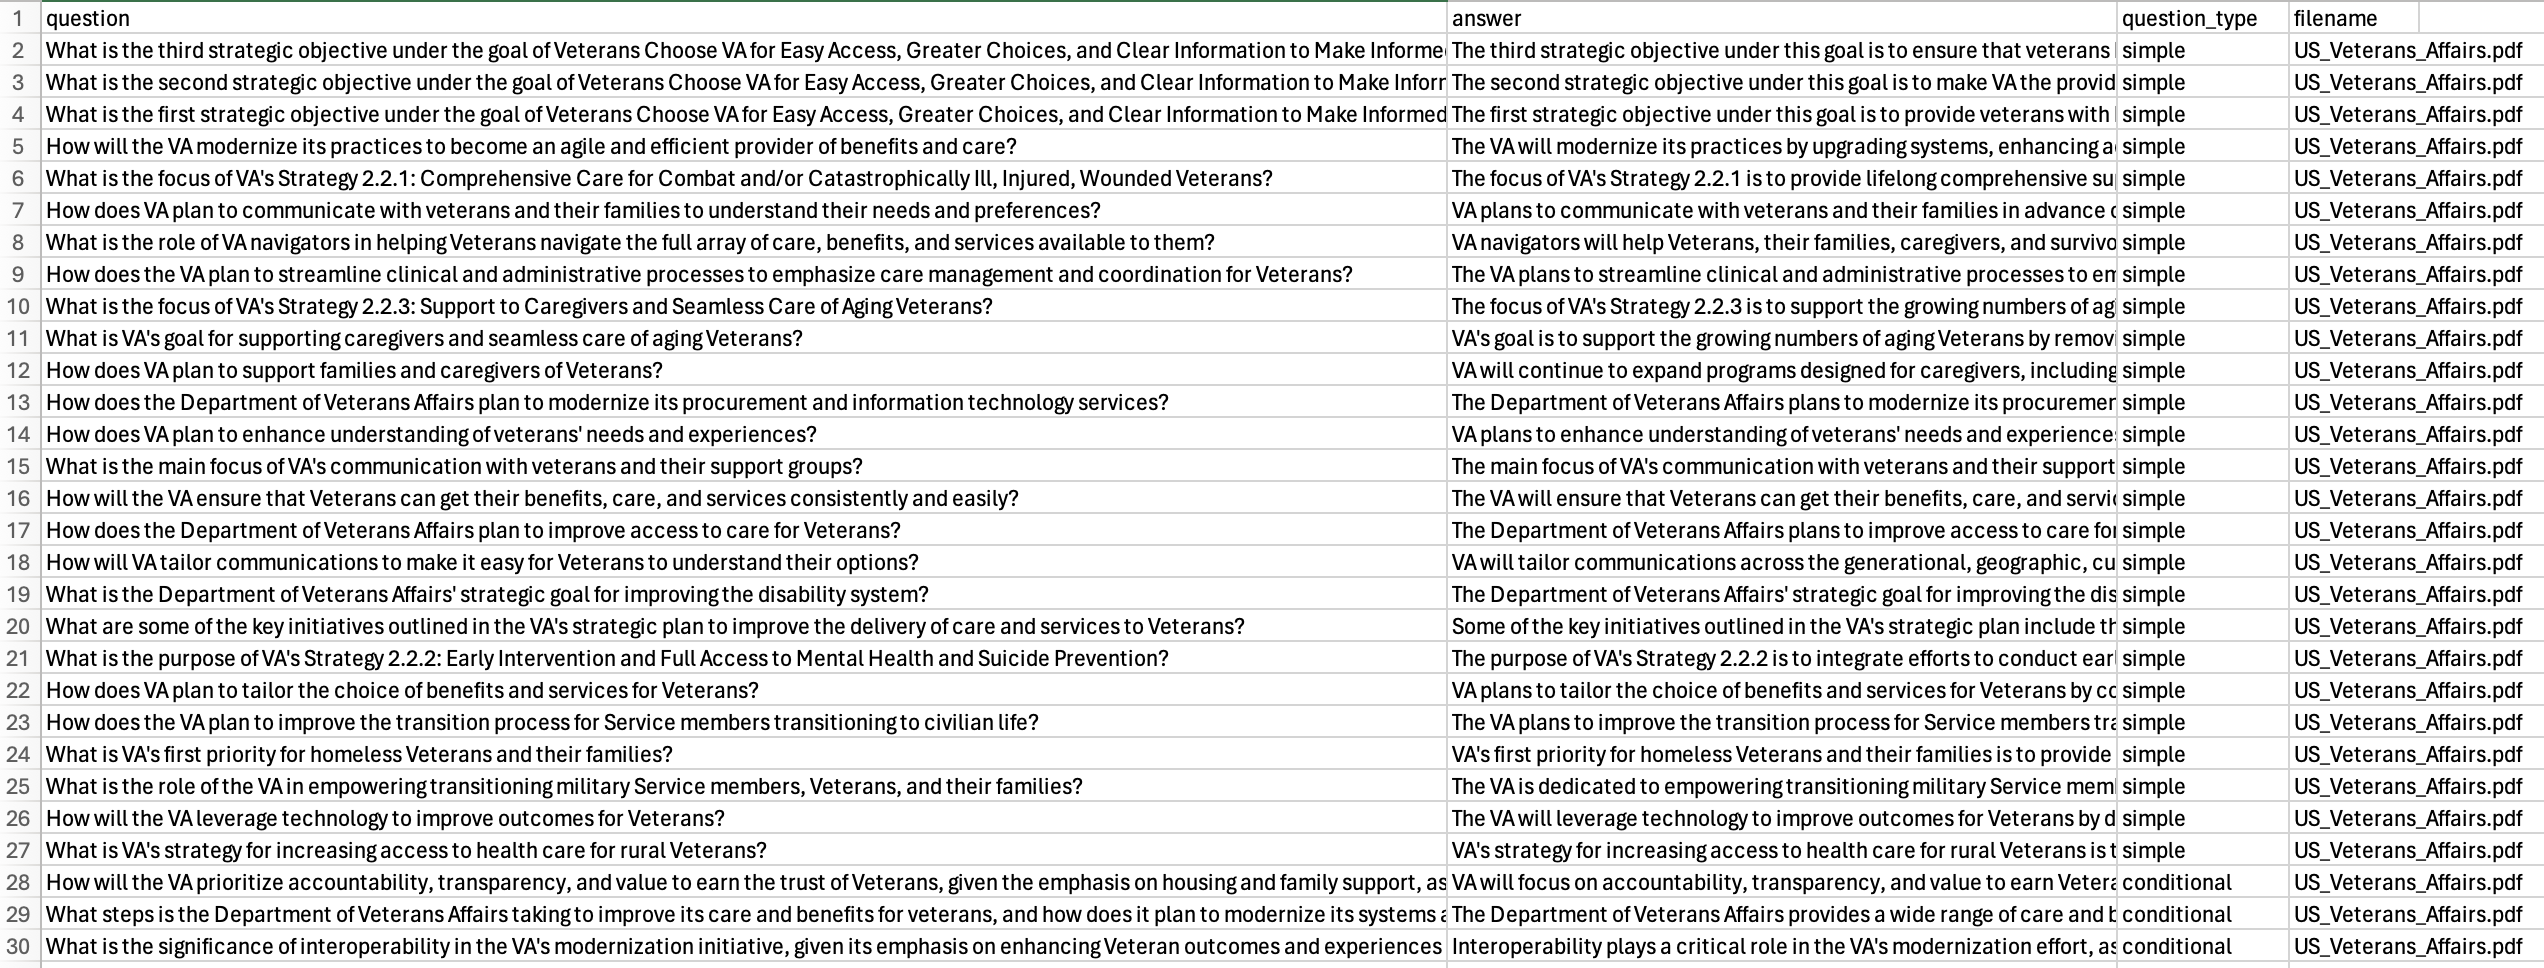 1 question answer question_type filename
2 What is the third strategic objective under the goal of Veterans Choose VA for Easy Access, Greater Choices, and Clear Information to Make The third strategic objective under this goal is to ensure that veterans simple US_Veterans_Affairs.pdf
3 What is the second strategic objective under the goal of Veterans Choose VA for Easy Access, Greater Choices, and Clear Information to Make The second strategic objective under this goal is to make VA the simple US_Veterans_Affairs.pdf
4 What is the first strategic objective under the goal of Veterans Choose VA for Easy Access, Greater Choices, and Clear Information to Make Informed The first strategic objective under this goal is to provide veterans with simple US_Veterans_Affairs.pdf
5 How will the VA modernize its practices to become an agile and efficient provider of benefits and care? The VA will modernize its practices by upgrading systems, enhancing simple US_Veterans_Affairs.pdf
6 What is the focus of VA's Strategy 2.2.1: Comprehensive Care for Combat and/or Catastrophically Ill, Injured, Wounded Veterans? The focus of VA's Strategy 2.2.1 is to provide lifelong comprehensive simple US_Veterans_Affairs.pdf
7 How does VA plan to communicate with veterans and their families to understand their needs and preferences? VA plans to communicate with veterans and their families in advance simple US_Veterans_Affairs.pdf
8 What is the role of VA navigators in helping Veterans navigate the full array of care, benefits, and services available to them? VA navigators will help Veterans, their families, caregivers, and simple US_Veterans_Affairs.pdf
9 How does the VA plan to streamline clinical and administrative processes to emphasize care management and coordination for Veterans? The VA plans to streamline clinical and administrative processes to simple US_Veterans_Affairs.pdf
10 What is the focus of VA's Strategy 2.2.3: Support to Caregivers and Seamless Care of Aging Veterans? The focus of VA's Strategy 2.2.3 is to support the growing numbers of simple US_Veterans_Affairs.pdf
11 What is VA's goal for supporting caregivers and seamless care of aging Veterans? VA's goal is to support the growing numbers of aging Veterans by simple US_Veterans_Affairs.pdf
12 How does VA plan to support families and caregivers of Veterans? VA will continue to expand programs designed for caregivers, including simple US_Veterans_Affairs.pdf
13 How does the Department of Veterans Affairs plan to modernize its procurement and information technology services? The Department of Veterans Affairs plans to modernize its simple US_Veterans_Affairs.pdf
14 How does VA plan to enhance understanding of veterans' needs and experiences? VA plans to enhance understanding of veterans' needs and experiences simple US_Veterans_Affairs.pdf
15 What is the main focus of VA's communication with veterans and their support groups? The main focus of VA's communication with veterans and their support simple US_Veterans_Affairs.pdf
16 How will the VA ensure that Veterans can get their benefits, care, and services consistently and easily? The VA will ensure that Veterans can get their benefits, care, and simple US_Veterans_Affairs.pdf
17 How does the Department of Veterans Affairs plan to improve access to care for Veterans? The Department of Veterans Affairs plans to improve access to care for simple US_Veterans_Affairs.pdf
18 How will VA tailor communications to make it easy for Veterans to understand their options? VA will tailor communications across the generational, geographic, simple US_Veterans_Affairs.pdf
19 What is the Department of Veterans Affairs' strategic goal for improving the disability system? The Department of Veterans Affairs' strategic goal for improving the simple US_Veterans_Affairs.pdf
20 What are some of the key initiatives outlined in the VA's strategic plan to improve the delivery of care and services to Veterans? Some of the key initiatives outlined in the VA's strategic plan include simple US_Veterans_Affairs.pdf
21 What is the purpose of VA's Strategy 2.2.2: Early Intervention and Full Access to Mental Health and Suicide Prevention? The purpose of VA's Strategy 2.2.2 is to integrate efforts to conduct simple US_Veterans_Affairs.pdf
22 How does VA plan to tailor the choice of benefits and services for Veterans? VA plans to tailor the choice of benefits and services for Veterans by simple US_Veterans_Affairs.pdf
23 How does the VA plan to improve the transition process for Service members transitioning to civilian life? The VA plans to improve the transition process for Service members simple US_Veterans_Affairs.pdf
24 What is VA's first priority for homeless Veterans and their families? VA's first priority for homeless Veterans and their families is to provide simple US_Veterans_Affairs.pdf
25 What is the role of the VA in empowering transitioning military Service members, Veterans, and their families? The VA is dedicated to empowering transitioning military Service simple US_Veterans_Affairs.pdf
26 How will the VA leverage technology to improve outcomes for Veterans? The VA will leverage technology to improve outcomes for Veterans by simple US_Veterans_Affairs.pdf
27 What is VA's strategy for increasing access to health care for rural Veterans? VA's strategy for increasing access to health care for rural Veterans is simple US_Veterans_Affairs.pdf
28 How will the VA prioritize accountability, transparency, and value to earn the trust of Veterans, given the emphasis on housing and family support, as VA will focus on accountability, transparency, and value to earn conditional US_Veterans_Affairs.pdf
29 What steps is the Department of Veterans Affairs taking to improve its care and benefits for veterans, and how does it plan to modernize its systems The Department of Veterans Affairs provides a wide range of care and conditional US_Veterans_Affairs.pdf
30 What is the significance of interoperability in the VA's modernization initiative, given its emphasis on enhancing Veteran outcomes and experiences Interoperability plays a critical role in the VA's modernization effort, as conditional US_Veterans_Affairs.pdf